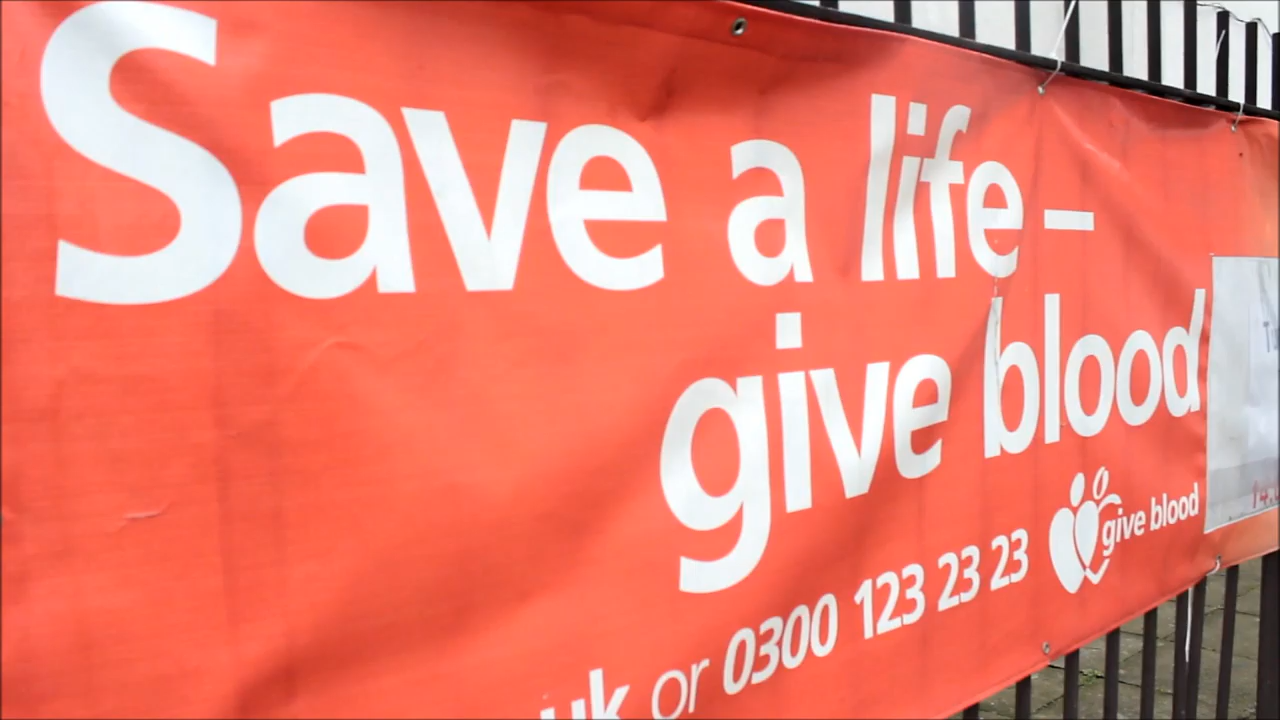 Save a life –
give blood
uk or 0300 123 23 23
give blood